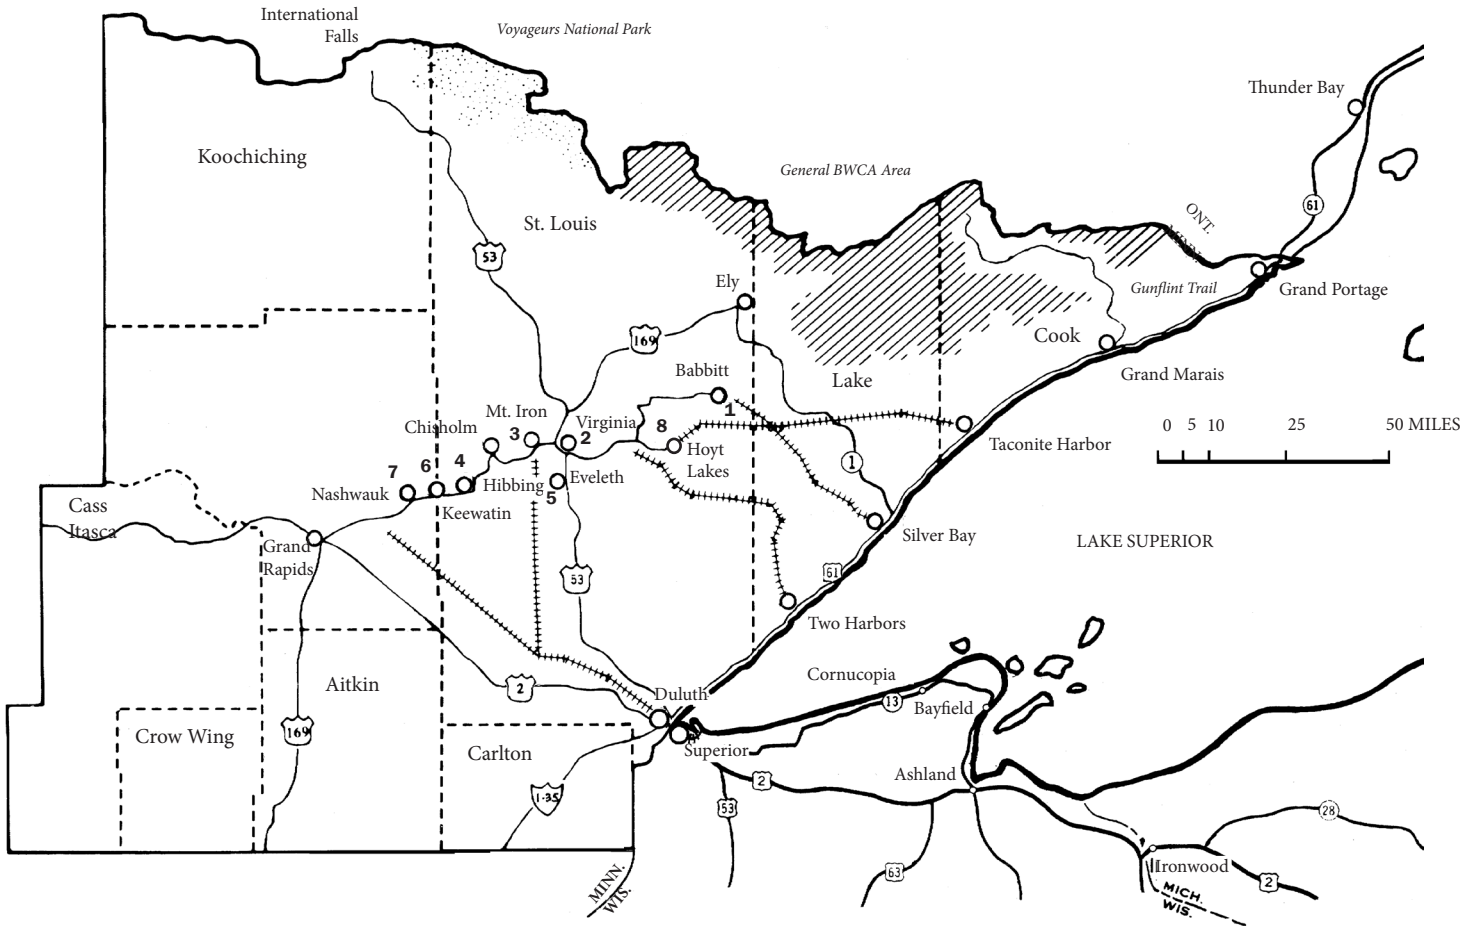 International
Falls
Voyageurs National Park
Thunder Bay
Koochiching
General BWCA Area
61
ONT.
MINN.
St. Louis
53
Ely
Gunflint Trail
Grand Portage
169
Cook
Babbitt
Lake
Grand Marais
1
Mt. Iron
Virginia
Chisholm
3
2
8
Taconite Harbor
0 5 10 25 50 MILES
Hoyt
Lakes
7
6
4
Nashwauk
Hibbing
5
Eveleth
1
Keewatin
Cass
Itasca
Silver Bay
LAKE SUPERIOR
Grand
Rapids
53
61
Two Harbors
Cornucopia
Aitkin
2
Duluth
13
Bayfield
169
Crow Wing
Carlton
Superior
Ashland
2
I-35
53
28
63
Ironwood
2
MINN.
WIS.
MICH.
WIS.